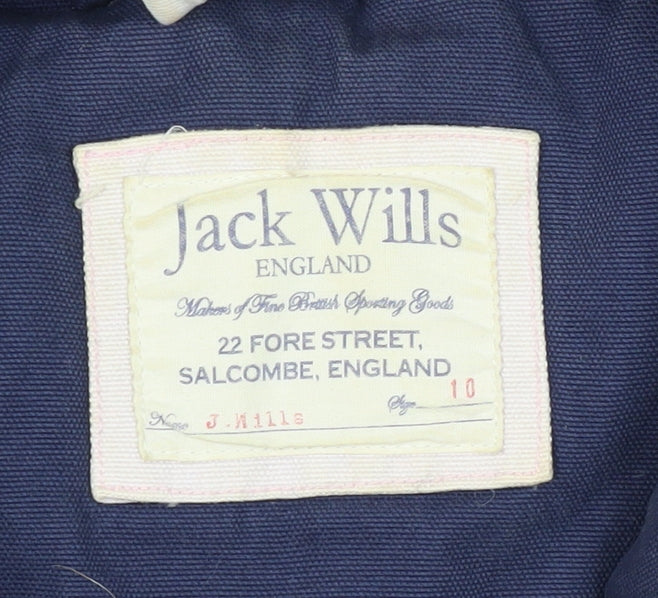 Jack Wills
ENGLAND
Makers of Fine British Sporting Goods
22 FORE STREET,
SALCOMBE, ENGLAND
Size 10
Name J.Wills